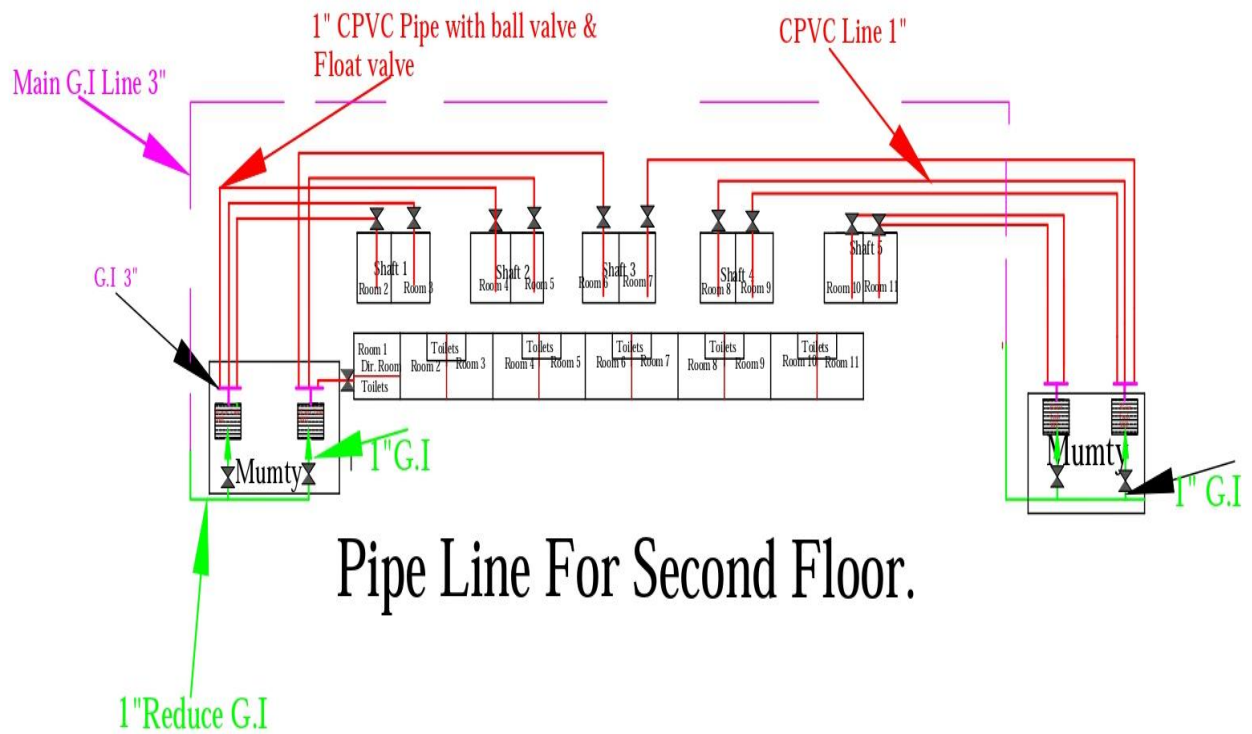 1" CPVC Pipe with ball valve &
Float valve
CPVC Line 1"
Main G.I Line 3"
G.I 3"
Shaft 1
Room 2
Room 3
Shaft 2
Room 4
Room 5
Shaft 3
Room 6
Room 7
Shaft 4
Room 8
Room 9
Shaft 5
Room 10
Room 11
Room 1
Dir. Room
Toilets
Room 2
Toilets
Room 3
Room 4
Toilets
Room 5
Room 6
Toilets
Room 7
Room 8
Toilets
Room 9
Room 10
Toilets
Room 11
Mumty
1"G.I
Mumty
1" G.I
Pipe Line For Second Floor.
1"Reduce G.I